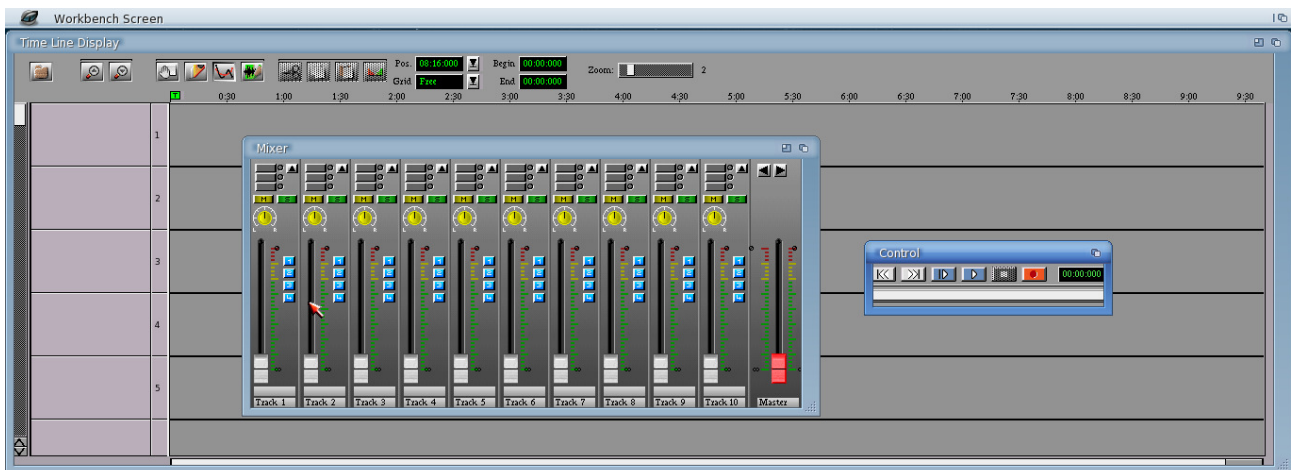 Workbench Screen
Time Line Display
Pos. 08:16:000 Begin 00:00:000 Zoom: 2
Grid Free End 00:00:000
T 0:30 1:00 1:30 2:00 2:30 3:00 3:30 4:00 4:30 5:00 5:30 6:00 6:30 7:00 7:30 8:00 8:30 9:00 9:30
1
Mixer
M S M S M S M S M S M S M S M S M S M S
2
L R L R L R L R L R L R L R L R L R L R
Control
3
00:00:000
4
5
Track 1 Track 2 Track 3 Track 4 Track 5 Track 6 Track 7 Track 8 Track 9 Track 10 Master